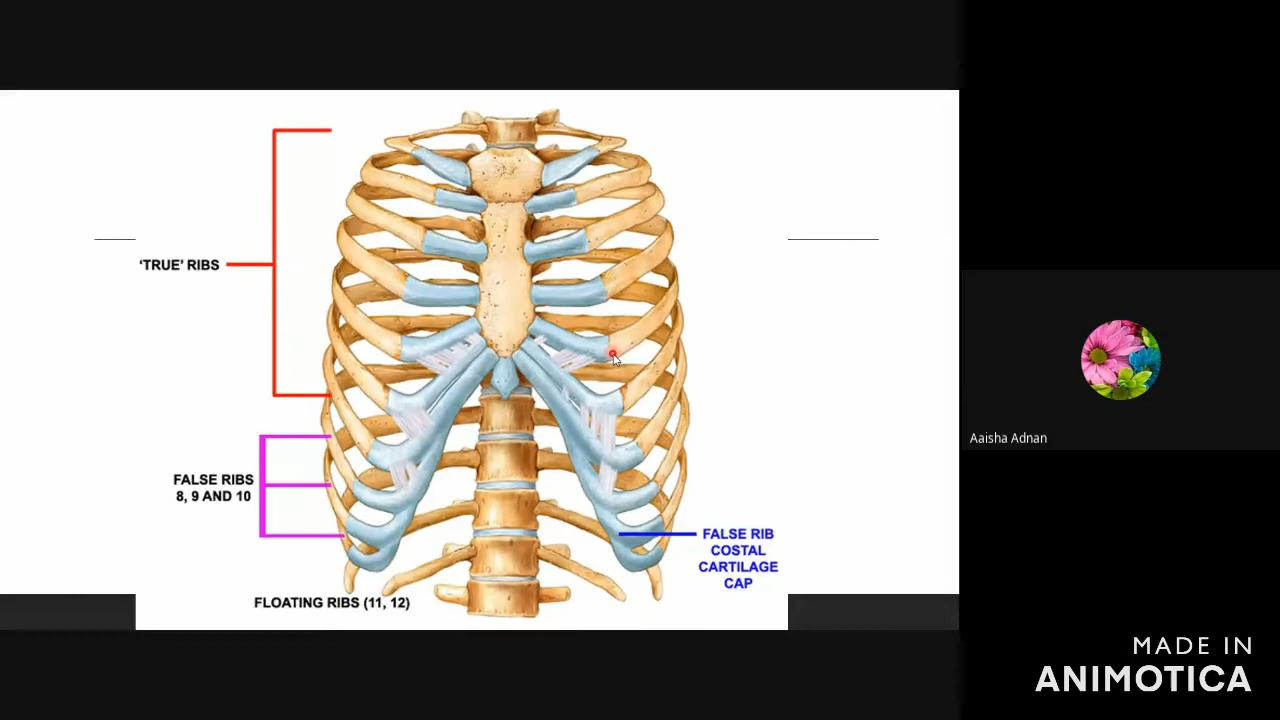 ‘TRUE’ RIBS
FALSE RIBS
8, 9 AND 10
FALSE RIB
COSTAL
CARTILAGE
CAP
FLOATING RIBS (11, 12)
Aaisha Adnan
MADE IN
ANIMOTICA